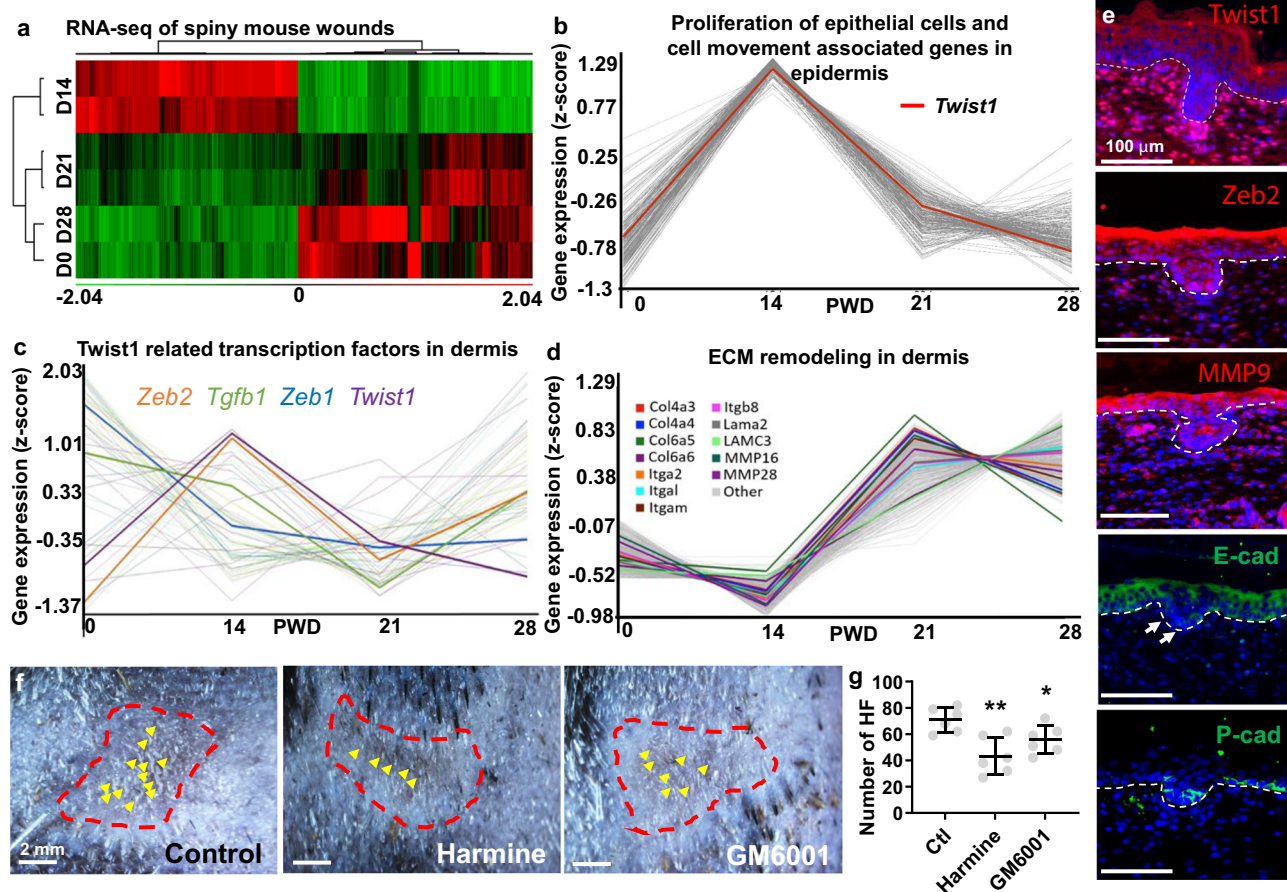 a
RNA-seq of spiny mouse wounds
D14
D21
D28
D0
-2.04
0
2.04
b
Proliferation of epithelial cells and
cell movement associated genes in
epidermis
Twist1
Gene expression (z-score)
1.29
0.77
0.25
-0.26
-0.78
-1.3
0
14
PWD
21
28
c
Twist1 related transcription factors in dermis
Zeb2 Tgfb1 Zeb1 Twist1
Gene expression (z-score)
2.03
1.01
0.33
-0.35
-1.37
0
14
PWD
21
28
d
ECM remodeling in dermis
Gene expression (z-score)
1.29
0.83
0.38
-0.07
-0.52
-0.98
Col4a3
Col4a4
Col6a5
Col6a6
Itga2
Itgal
Itgam
Itgb8
Lama2
LAMC3
MMP16
MMP28
Other
0
14
PWD
21
28
e
Twist1
100 μm
Zeb2
MMP9
E-cad
P-cad
f
2 mm
Control
Harmine
GM6001
g
Number of HF
100
80
60
40
20
0
**
*
Ctl
Harmine
GM6001